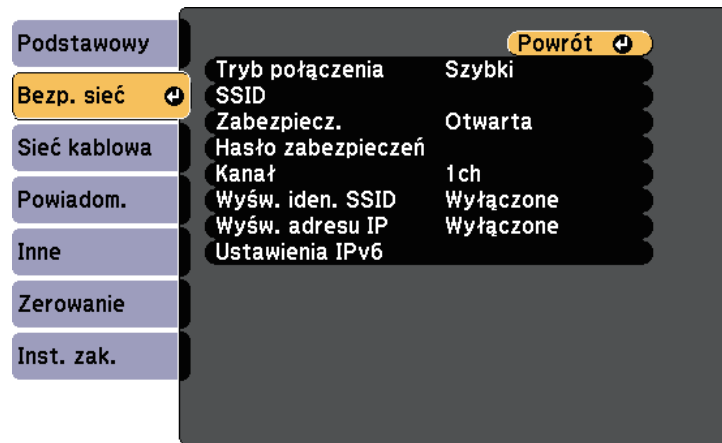 Podstawowy
Bezp. sieć
Sieć kablowa
Powiadom.
Inne
Zerowanie
Inst. zak.
Powrót
Tryb połączenia Szybki
SSID
Zabezpiecz. Otwarta
Hasło zabezpieczeń
Kanał 1ch
Wyśw. iden. SSID Wyłączone
Wyśw. adresu IP Wyłączone
Ustawienia IPv6